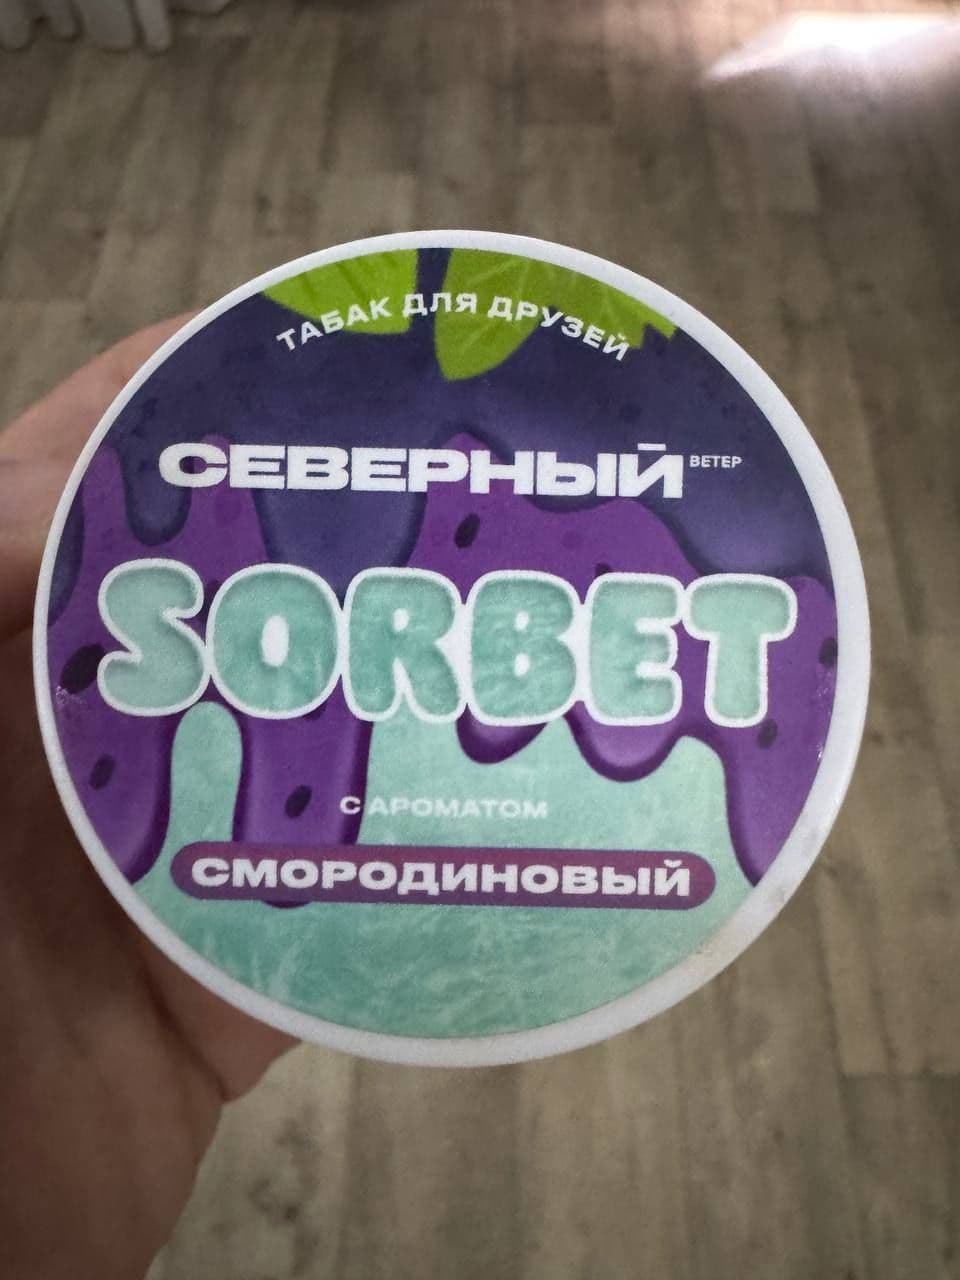 ТАБАК ДЛЯ ДРУЗЕЙ
СЕВЕРНЫЙ ВЕТЕР
SORBET
С АРОМАТОМ
СМОРОДИНОВЫЙ